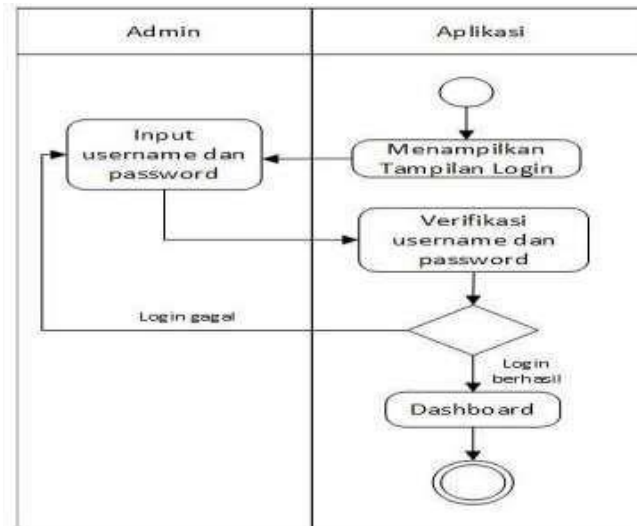 Admin
Aplikasi
Menampilkan
Tampilan Login
Input
username dan
password
Verifikasi
username dan
password
Login gagal
Login
berhasil
Dashboard